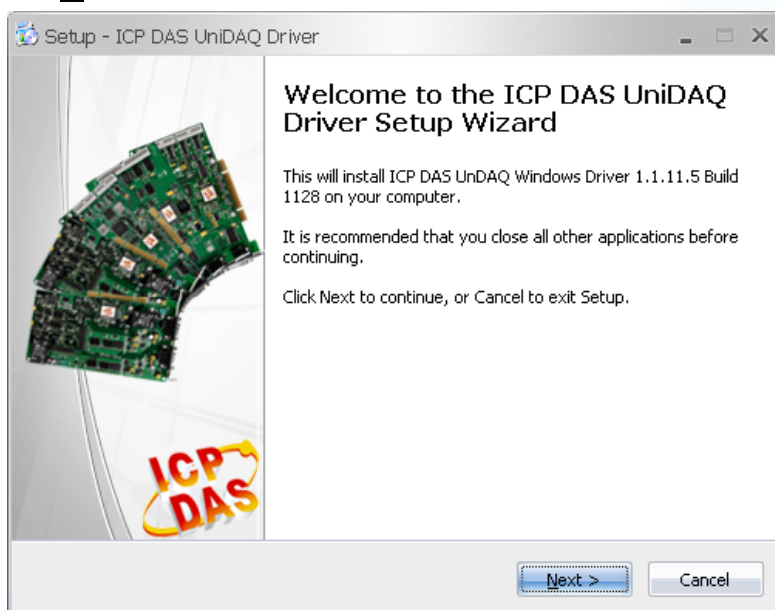 Setup - ICP DAS UniDAQ Driver
Welcome to the ICP DAS UniDAQ
Driver Setup Wizard
This will install ICP DAS UnDAQ Windows Driver 1.1.11.5 Build
1128 on your computer.
It is recommended that you close all other applications before
continuing.
Click Next to continue, or Cancel to exit Setup.
ICP
DAS
Next >
Cancel